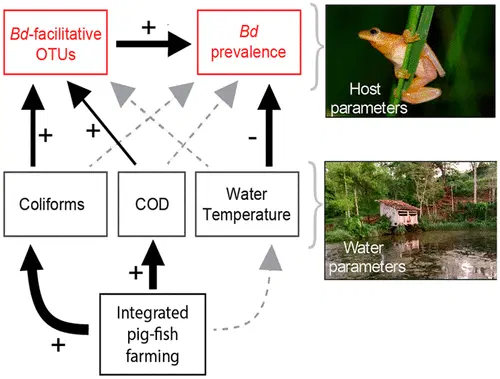 Bd-facilitative
OTUs
+
Bd
prevalence
Host
parameters
+
+
-
Coliforms
COD
Water
Temperature
Water
parameters
+
+
Integrated
pig-fish
farming